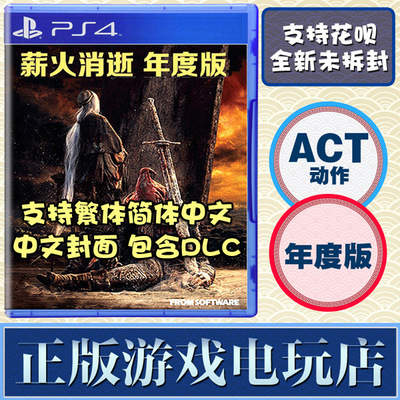 PS4
支持花呗
全新未拆封
薪火消逝 年度版
ACT
动作
支持繁体简体中文
中文封面 包含DLC
年度版
FROMSOFTWARE
正版游戏电玩店